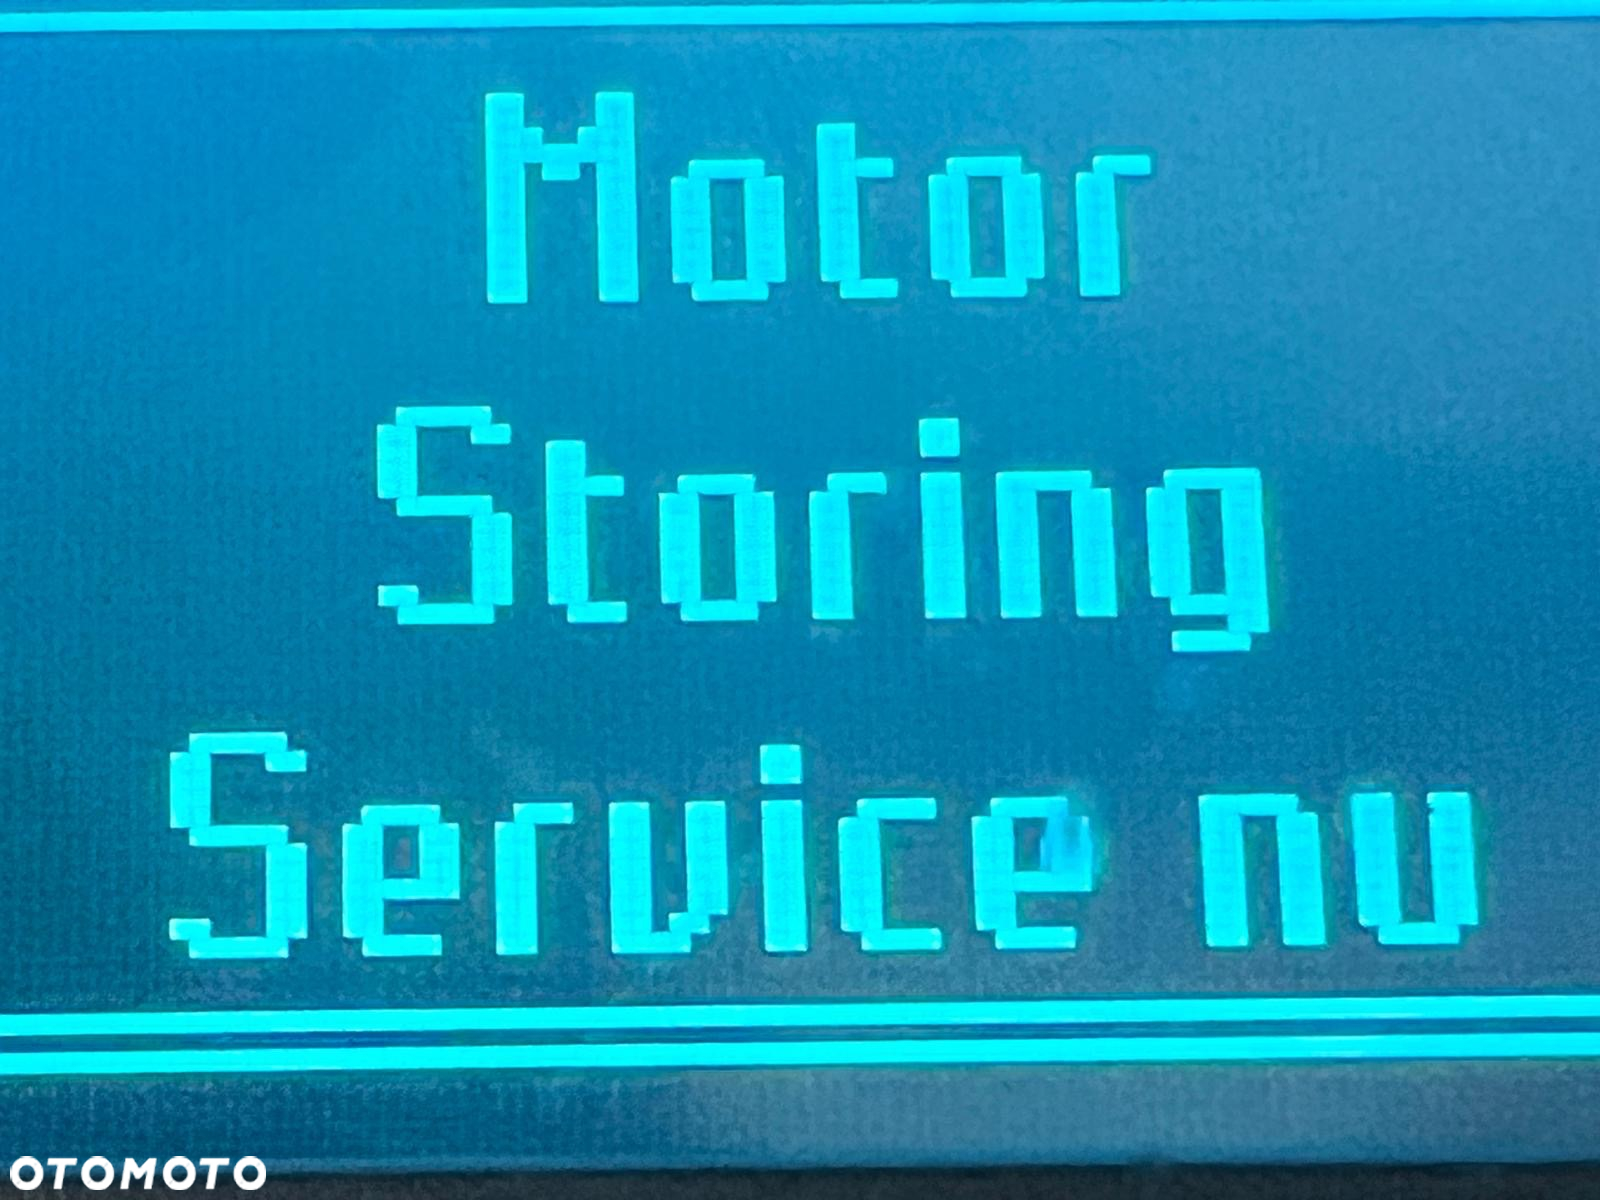 Motor
Storing
Service nu
OTOMOTO